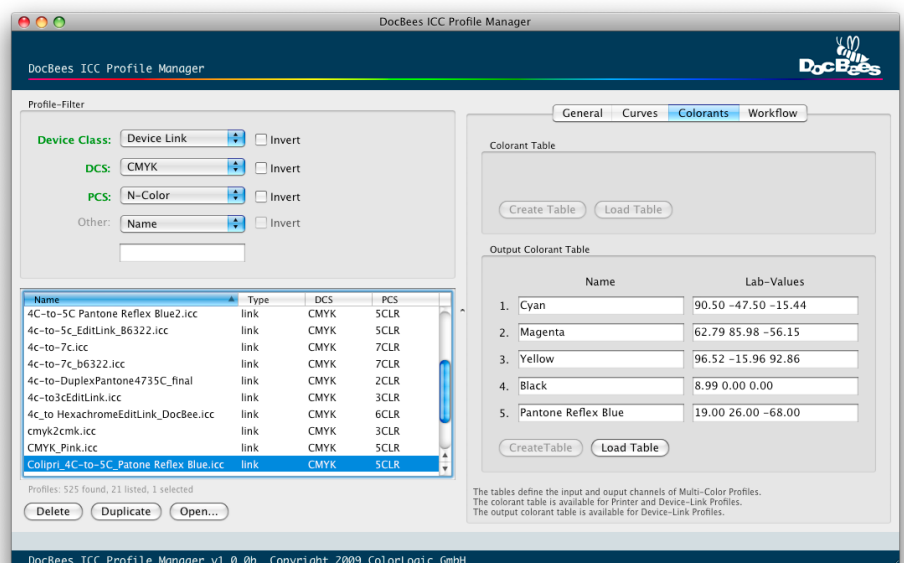 DocBees ICC Profile Manager
DocBees ICC Profile Manager
DocBees
Profile-Filter
Device Class: Device Link Invert
DCS: CMYK Invert
PCS: N-Color Invert
Other: Name Invert
Name Type DCS PCS
4C-to-5C Pantone Reflex Blue2.icc link CMYK 5CLR
4c-to-5c_EditLink_B6322.icc link CMYK 5CLR
4c-to-7c.icc link CMYK 7CLR
4c-to-7c_b6322.icc link CMYK 7CLR
4c-to-DuplexPantone4735C_final link CMYK 2CLR
4c-to3cEditLink.icc link CMYK 3CLR
4c_to HexachromeEditLink_DocBee.icc link CMYK 6CLR
cmyk2cmk.icc link CMYK 3CLR
CMYK_Pink.icc link CMYK 5CLR
Colipri_4C-to-5C_Patone Reflex Blue.icc link CMYK 5CLR
Profiles: 525 found, 21 listed, 1 selected
Delete Duplicate Open...
General Curves Colorants Workflow
Colorant Table
Create Table Load Table
Output Colorant Table
Name Lab-Values
1. Cyan 90.50 -47.50 -15.44
2. Magenta 62.79 85.98 -56.15
3. Yellow 96.52 -15.96 92.86
4. Black 8.99 0.00 0.00
5. Pantone Reflex Blue 19.00 26.00 -68.00
CreateTable Load Table
The tables define the input and ouput channels of Multi-Color Profiles.
The colorant table is available for Printer and Device-Link Profiles.
The output colorant table is available for Device-Link Profiles.
DocBees ICC Profile Manager v1.0.0b Copyright 2009 ColorLogic GmbH